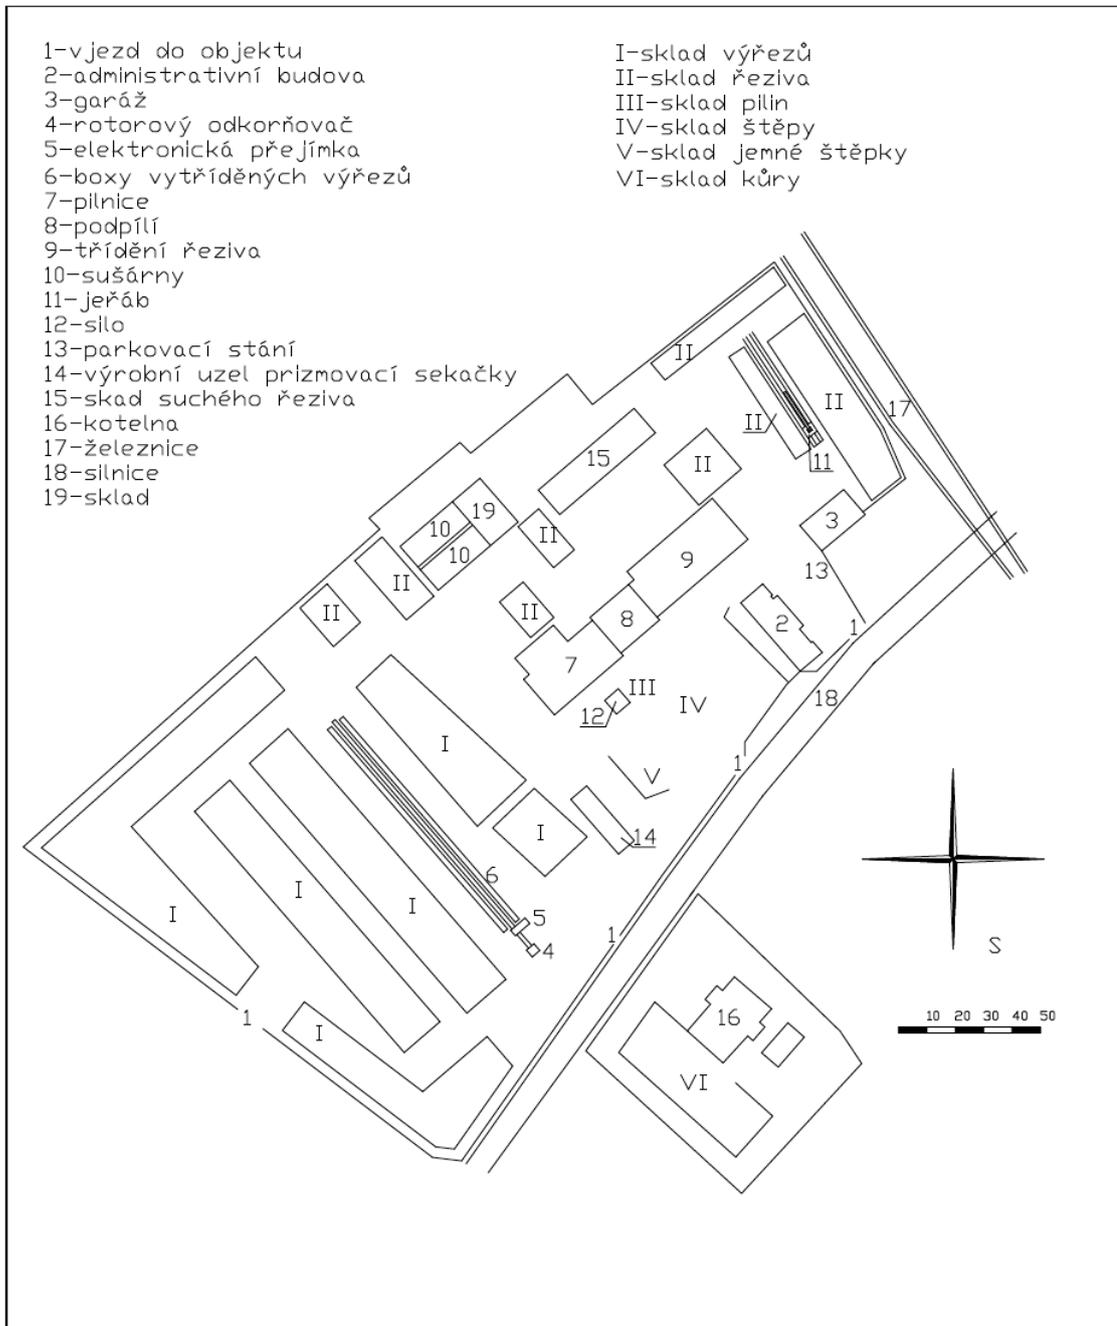 1-vjezd do objektu
2-administrativní budova
3-garáž
4-rotorový odkorňovač
5-elektronická přejímka
6-boxy vytříděných výřezů
7-pilnice
8-podpílí
9-třídění řeziva
10-sušárny
11-jeřáb
12-silo
13-parkovací stání
14-výrobní uzel prizmovací sekačky
15-skad suchého řeziva
16-kotelna
17-železnice
18-silnice
19-sklad
I-sklad výřezů
II-sklad řeziva
III-sklad pilin
IV-sklad štěpy
V-sklad jemné štěpky
VI-sklad kůry
II
II
II
17
15
II
II
11
19
10
II
3
10
9
II
13
II
II
8
2
1
7
III
12
IV
18
I
V
1
I
14
6
I
I
I
5
1
4
S
1
I
16
10 20 30 40 50
VI